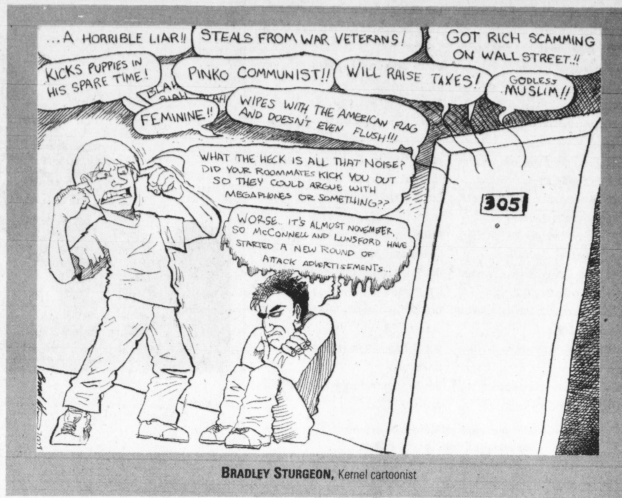 ...A HORRIBLE LIAR!!
STEALS FROM WAR VETERANS!
GOT RICH SCAMMING
ON WALL STREET.!!
KICKS PUPPIES IN
HIS SPARE TIME!
PINKO COMMUNIST!!
WILL RAISE TAXES!
GODLESS
MUSLIM!!
BLAH
FEMININE.!!
WIPES WITH THE AMERICAN FLAG
AND DOESN'T EVEN FLUSH!!!
WHAT THE HECK IS ALL THAT NOISE?
DID YOUR ROOMMATES KICK YOU OUT
SO THEY COULD ARGUE WITH
MEGAPHONES OR SOMETHING??
WORSE.. IT'S ALMOST NOVEMBER,
SO MCCONNELL AND LUNSFORD HAVE
STARTED A NEW ROUND OF
ATTACK ADVERTISEMENTS...
305
BRADLEY STURGEON, Kernel cartoonist